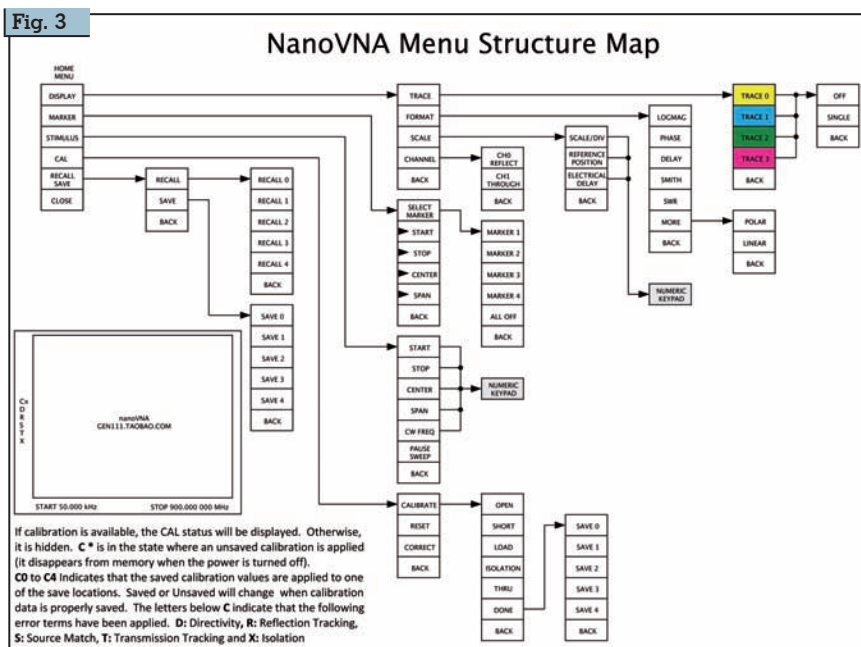 Fig. 3
NanoVNA Menu Structure Map
HOME
MENU
DISPLAY
MARKER
STIMULUS
CAL
RECALL
SAVE
CLOSE
RECALL
SAVE
BACK
RECALL 0
RECALL 1
RECALL 2
RECALL 3
RECALL 4
BACK
SAVE 0
SAVE 1
SAVE 2
SAVE 3
SAVE 4
BACK
TRACE
FORMAT
SCALE
CHANNEL
BACK
CH0
REFLECT
CH1
THROUGH
BACK
SCALE/DIV
REFERENCE
POSITION
ELECTRICAL
DELAY
BACK
LOGMAG
PHASE
DELAY
SMITH
SWR
MORE
BACK
TRACE 0
TRACE 1
TRACE 2
TRACE 3
BACK
OFF
SINGLE
BACK
POLAR
LINEAR
BACK
NUMERIC
KEYPAD
SELECT
MARKER
START
STOP
CENTER
SPAN
BACK
MARKER 1
MARKER 2
MARKER 3
MARKER 4
ALL OFF
BACK
START
STOP
CENTER
SPAN
CW FREQ
PAUSE
SWEEP
BACK
NUMERIC
KEYPAD
CALIBRATE
RESET
CORRECT
BACK
OPEN
SHORT
LOAD
ISOLATION
THRU
DONE
BACK
SAVE 0
SAVE 1
SAVE 2
SAVE 3
SAVE 4
BACK
Cx
D
R
S
T
X
nanoVNA
GEN111.TAOBAO.COM
START 50.000 kHz STOP 900.000 000 MHz
If calibration is available, the CAL status will be displayed. Otherwise,
it is hidden. C * is in the state where an unsaved calibration is applied
(it disappears from memory when the power is turned off).
C0 to C4 Indicates that the saved calibration values are applied to one
of the save locations. Saved or Unsaved will change when calibration
data is properly saved. The letters below C indicate that the following
error terms have been applied. D: Directivity, R: Reflection Tracking,
S: Source Match, T: Transmission Tracking and X: Isolation